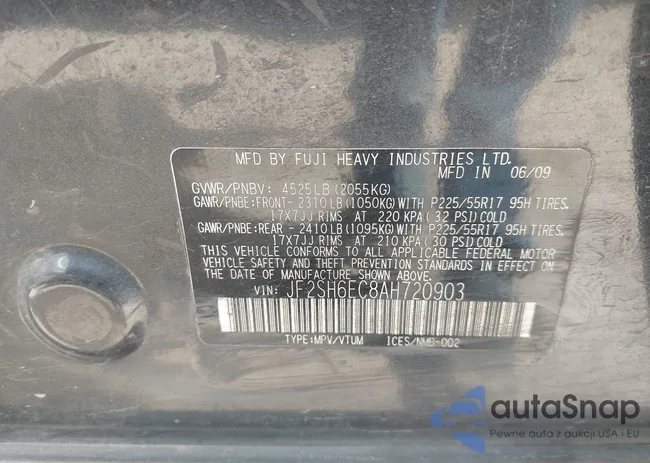 MFD BY FUJI HEAVY INDUSTRIES LTD.
MFD IN 06/09
GVWR/PNBV: 4525LB(2055KG)
GAWR/PNBE:FRONT-2310LB(1050KG)WITH P225/55R17 95H TIRES,
17X7JJ RIMS AT 220 KPA(32 PSI)COLD
GAWR/PNBE:REAR -2410LB(1095KG)WITH P225/55R17 95H TIRES,
17X7JJ RIMS AT 210 KPA(30 PSI)COLD
THIS VEHICLE CONFORMS TO ALL APPLICABLE FEDERAL MOTOR
VEHICLE SAFETY AND THEFT PREVENTION STANDARDS IN EFFECT
ON THE DATE OF MANUFACTURE SHOWN ABOVE.
VIN: JF2SH6EC8AH720903
TYPE:MPV/VTUM ICES/NMB-002
autaSnap
Pewne auta z aukcji USA i EU